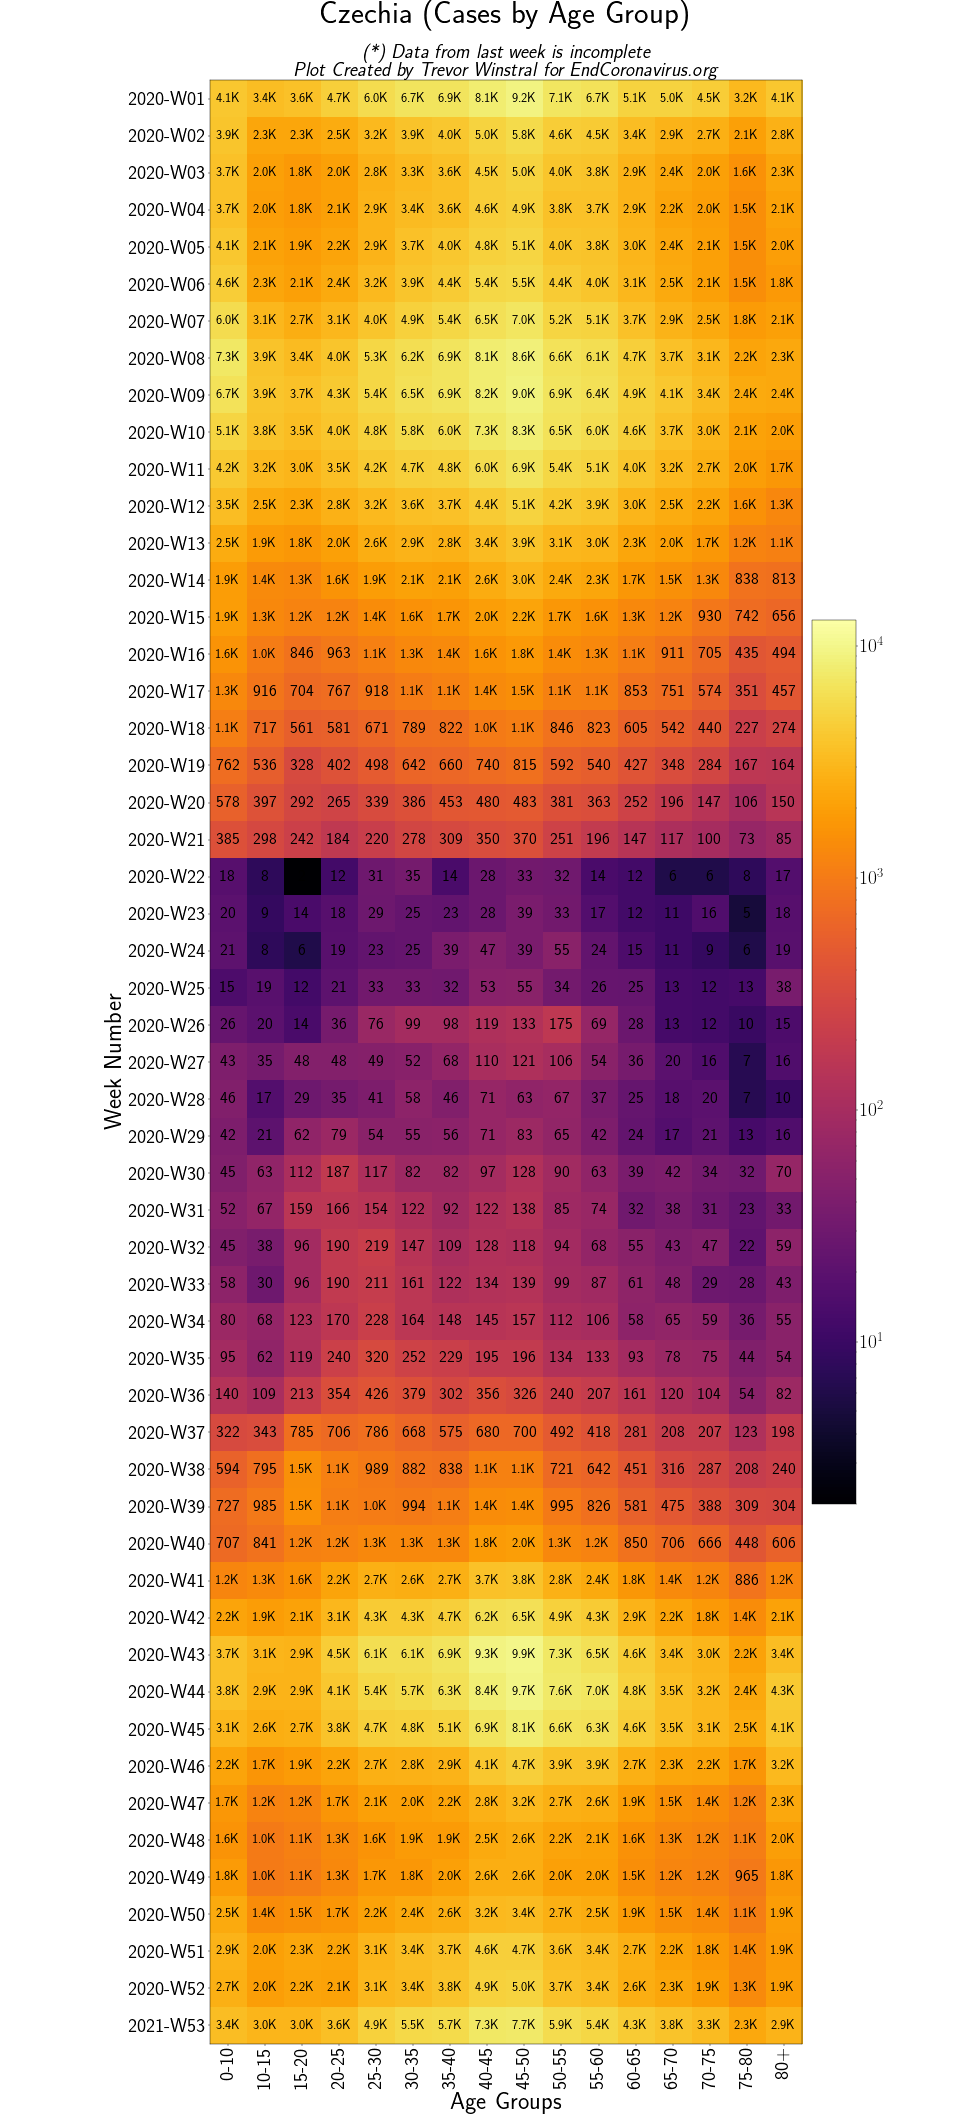 Czechia (Cases by Age Group)
(*) Data from last week is incomplete
Plot Created by Trevor Winstral for EndCoronavirus.org
2020-W01 4.1K 3.4K 3.6K 4.7K 6.0K 6.7K 6.9K 8.1K 9.2K 7.1K 6.7K 5.1K 5.0K 4.5K 3.2K 4.1K
2020-W02 3.9K 2.3K 2.3K 2.5K 3.2K 3.9K 4.0K 5.0K 5.8K 4.6K 4.5K 3.4K 2.9K 2.7K 2.1K 2.8K
2020-W03 3.7K 2.0K 1.8K 2.0K 2.8K 3.3K 3.6K 4.5K 5.0K 4.0K 3.8K 2.9K 2.4K 2.0K 1.6K 2.3K
2020-W04 3.7K 2.0K 1.8K 2.1K 2.9K 3.4K 3.6K 4.6K 4.9K 3.8K 3.7K 2.9K 2.2K 2.0K 1.5K 2.1K
2020-W05 4.1K 2.1K 1.9K 2.2K 2.9K 3.7K 4.0K 4.8K 5.1K 4.0K 3.8K 3.0K 2.4K 2.1K 1.5K 2.0K
2020-W06 4.6K 2.3K 2.1K 2.4K 3.2K 3.9K 4.4K 5.4K 5.5K 4.4K 4.0K 3.1K 2.5K 2.1K 1.5K 1.8K
2020-W07 6.0K 3.1K 2.7K 3.1K 4.0K 4.9K 5.4K 6.5K 7.0K 5.2K 5.1K 3.7K 2.9K 2.5K 1.8K 2.1K
2020-W08 7.3K 3.9K 3.4K 4.0K 5.3K 6.2K 6.9K 8.1K 8.6K 6.6K 6.1K 4.7K 3.7K 3.1K 2.2K 2.3K
2020-W09 6.7K 3.9K 3.7K 4.3K 5.4K 6.5K 6.9K 8.2K 9.0K 6.9K 6.4K 4.9K 4.1K 3.4K 2.4K 2.4K
2020-W10 5.1K 3.8K 3.5K 4.0K 4.8K 5.8K 6.0K 7.3K 8.3K 6.5K 6.0K 4.6K 3.7K 3.0K 2.1K 2.0K
2020-W11 4.2K 3.2K 3.0K 3.5K 4.2K 4.7K 4.8K 6.0K 6.9K 5.4K 5.1K 4.0K 3.2K 2.7K 2.0K 1.7K
2020-W12 3.5K 2.5K 2.3K 2.8K 3.2K 3.6K 3.7K 4.4K 5.1K 4.2K 3.9K 3.0K 2.5K 2.2K 1.6K 1.3K
2020-W13 2.5K 1.9K 1.8K 2.0K 2.6K 2.9K 2.8K 3.4K 3.9K 3.1K 3.0K 2.3K 2.0K 1.7K 1.2K 1.1K
2020-W14 1.9K 1.4K 1.3K 1.6K 1.9K 2.1K 2.1K 2.6K 3.0K 2.4K 2.3K 1.7K 1.5K 1.3K 838 813
2020-W15 1.9K 1.3K 1.2K 1.2K 1.4K 1.6K 1.7K 2.0K 2.2K 1.7K 1.6K 1.3K 1.2K 930 742 656
2020-W16 1.6K 1.0K 846 963 1.1K 1.3K 1.4K 1.6K 1.8K 1.4K 1.3K 1.1K 911 705 435 494
2020-W17 1.3K 916 704 767 918 1.1K 1.1K 1.4K 1.5K 1.1K 1.1K 853 751 574 351 457
2020-W18 1.1K 717 561 581 671 789 822 1.0K 1.1K 846 823 605 542 440 227 274
2020-W19 762 536 328 402 498 642 660 740 815 592 540 427 348 284 167 164
2020-W20 578 397 292 265 339 386 453 480 483 381 363 252 196 147 106 150
2020-W21 385 298 242 184 220 278 309 350 370 251 196 147 117 100 73 85
2020-W22 18 8 12 31 35 14 28 33 32 14 12 6 6 8 17
2020-W23 20 9 14 18 29 25 23 28 39 33 17 12 11 16 5 18
2020-W24 21 8 6 19 23 25 39 47 39 55 24 15 11 9 6 19
2020-W25 15 19 12 21 33 33 32 53 55 34 26 25 13 12 13 38
2020-W26 26 20 14 36 76 99 98 119 133 175 69 28 13 12 10 15
2020-W27 43 35 48 48 49 52 68 110 121 106 54 36 20 16 7 16
2020-W28 46 17 29 35 41 58 46 71 63 67 37 25 18 20 7 10
2020-W29 42 21 62 79 54 55 56 71 83 65 42 24 17 21 13 16
2020-W30 45 63 112 187 117 82 82 97 128 90 63 39 42 34 32 70
2020-W31 52 67 159 166 154 122 92 122 138 85 74 32 38 31 23 33
2020-W32 45 38 96 190 219 147 109 128 118 94 68 55 43 47 22 59
2020-W33 58 30 96 190 211 161 122 134 139 99 87 61 48 29 28 43
2020-W34 80 68 123 170 228 164 148 145 157 112 106 58 65 59 36 55
2020-W35 95 62 119 240 320 252 229 195 196 134 133 93 78 75 44 54
2020-W36 140 109 213 354 426 379 302 356 326 240 207 161 120 104 54 82
2020-W37 322 343 785 706 786 668 575 680 700 492 418 281 208 207 123 198
2020-W38 594 795 1.5K 1.1K 989 882 838 1.1K 1.1K 721 642 451 316 287 208 240
2020-W39 727 985 1.5K 1.1K 1.0K 994 1.1K 1.4K 1.4K 995 826 581 475 388 309 304
2020-W40 707 841 1.2K 1.2K 1.3K 1.3K 1.3K 1.8K 2.0K 1.3K 1.2K 850 706 666 448 606
2020-W41 1.2K 1.3K 1.6K 2.2K 2.7K 2.6K 2.7K 3.7K 3.8K 2.8K 2.4K 1.8K 1.4K 1.2K 886 1.2K
2020-W42 2.2K 1.9K 2.1K 3.1K 4.3K 4.3K 4.7K 6.2K 6.5K 4.9K 4.3K 2.9K 2.2K 1.8K 1.4K 2.1K
2020-W43 3.7K 3.1K 2.9K 4.5K 6.1K 6.1K 6.9K 9.3K 9.9K 7.3K 6.5K 4.6K 3.4K 3.0K 2.2K 3.4K
2020-W44 3.8K 2.9K 2.9K 4.1K 5.4K 5.7K 6.3K 8.4K 9.7K 7.6K 7.0K 4.8K 3.5K 3.2K 2.4K 4.3K
2020-W45 3.1K 2.6K 2.7K 3.8K 4.7K 4.8K 5.1K 6.9K 8.1K 6.6K 6.3K 4.6K 3.5K 3.1K 2.5K 4.1K
2020-W46 2.2K 1.7K 1.9K 2.2K 2.7K 2.8K 2.9K 4.1K 4.7K 3.9K 3.9K 2.7K 2.3K 2.2K 1.7K 3.2K
2020-W47 1.7K 1.2K 1.2K 1.7K 2.1K 2.0K 2.2K 2.8K 3.2K 2.7K 2.6K 1.9K 1.5K 1.4K 1.2K 2.3K
2020-W48 1.6K 1.0K 1.1K 1.3K 1.6K 1.9K 1.9K 2.5K 2.6K 2.2K 2.1K 1.6K 1.3K 1.2K 1.1K 2.0K
2020-W49 1.8K 1.0K 1.1K 1.3K 1.7K 1.8K 2.0K 2.6K 2.6K 2.0K 2.0K 1.5K 1.2K 1.2K 965 1.8K
2020-W50 2.5K 1.4K 1.5K 1.7K 2.2K 2.4K 2.6K 3.2K 3.4K 2.7K 2.5K 1.9K 1.5K 1.4K 1.1K 1.9K
2020-W51 2.9K 2.0K 2.3K 2.2K 3.1K 3.4K 3.7K 4.6K 4.7K 3.6K 3.4K 2.7K 2.2K 1.8K 1.4K 1.9K
2020-W52 2.7K 2.0K 2.2K 2.1K 3.1K 3.4K 3.8K 4.9K 5.0K 3.7K 3.4K 2.6K 2.3K 1.9K 1.3K 1.9K
2021-W53 3.4K 3.0K 3.0K 3.6K 4.9K 5.5K 5.7K 7.3K 7.7K 5.9K 5.4K 4.3K 3.8K 3.3K 2.3K 2.9K
0-10 10-15 15-20 20-25 25-30 30-35 35-40 40-45 45-50 50-55 55-60 60-65 65-70 70-75 75-80 80+
Age Groups
Week Number
10⁴
10³
10²
10¹